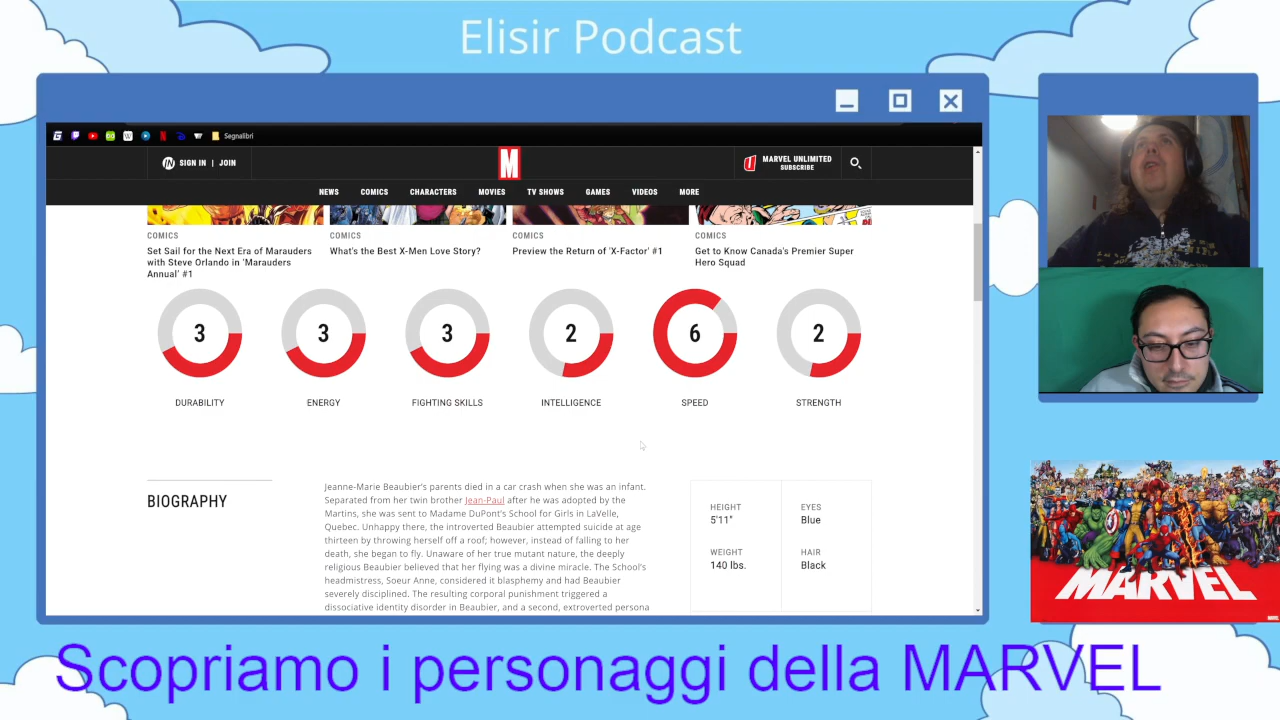 Elisir Podcast
Segnalibri
SIGN IN | JOIN
M
MARVEL UNLIMITED
SUBSCRIBE
NEWS COMICS CHARACTERS MOVIES TV SHOWS GAMES VIDEOS MORE
COMICS
Set Sail for the Next Era of Marauders
with Steve Orlando in 'Marauders
Annual' #1
COMICS
What's the Best X-Men Love Story?
COMICS
Preview the Return of 'X-Factor' #1
COMICS
Get to Know Canada's Premier Super
Hero Squad
3 3 3 2 6 2
DURABILITY ENERGY FIGHTING SKILLS INTELLIGENCE SPEED STRENGTH
BIOGRAPHY
Jeanne-Marie Beaubier's parents died in a car crash when she was an infant.
Separated from her twin brother Jean-Paul after he was adopted by the
Martins, she was sent to Madame DuPont's School for Girls in LaVelle,
Quebec. Unhappy there, the introverted Beaubier attempted suicide at age
thirteen by throwing herself off a roof; however, instead of falling to her
death, she began to fly. Unaware of her true mutant nature, the deeply
religious Beaubier believed that her flying was a divine miracle. The School's
headmistress, Soeur Anne, considered it blasphemy and had Beaubier
severely disciplined. The resulting corporal punishment triggered a
dissociative identity disorder in Beaubier, and a second, extroverted persona
HEIGHT
5'11"
EYES
Blue
WEIGHT
140 lbs.
HAIR
Black
MARVEL
Scopriamo i personaggi della MARVEL